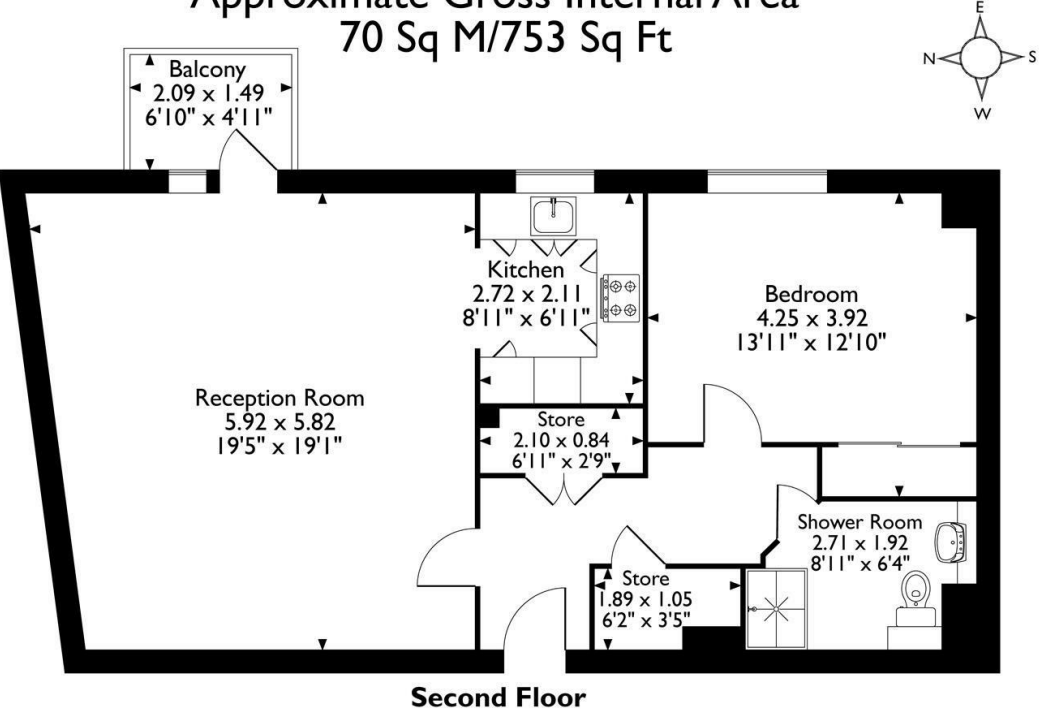 Approximate Gross Internal Area
70 Sq M/753 Sq Ft
E
N
S
W
Balcony
2.09 x 1.49
6'10" x 4'11"
Kitchen
2.72 x 2.11
8'11" x 6'11"
Bedroom
4.25 x 3.92
13'11" x 12'10"
Reception Room
5.92 x 5.82
19'5" x 19'1"
Store
2.10 x 0.84
6'11" x 2'9"
Shower Room
2.71 x 1.92
8'11" x 6'4"
Store
1.89 x 1.05
6'2" x 3'5"
Second Floor